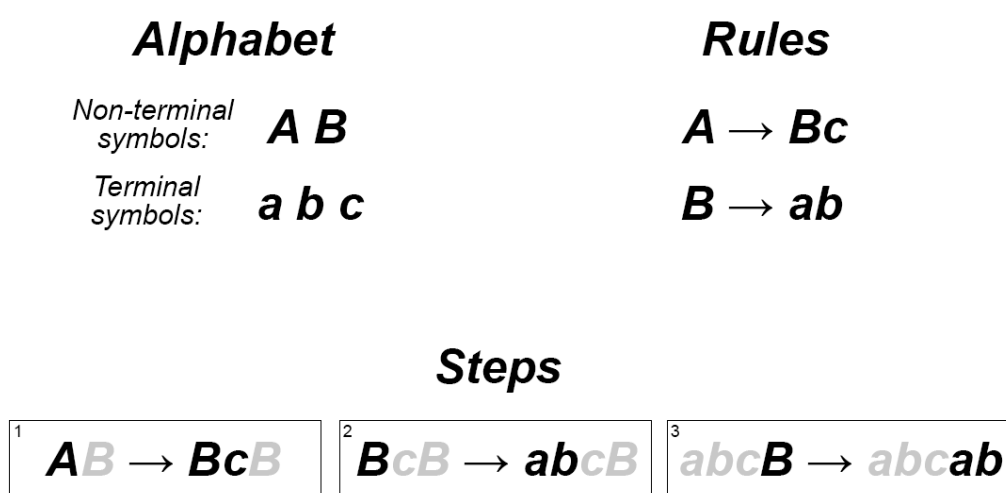 Alphabet
Rules
Non-terminal
symbols:
A B
A → Bc
Terminal
symbols:
a b c
B → ab
Steps
1
AB → BcB
2
BcB → abcB
3
abcB → abcab